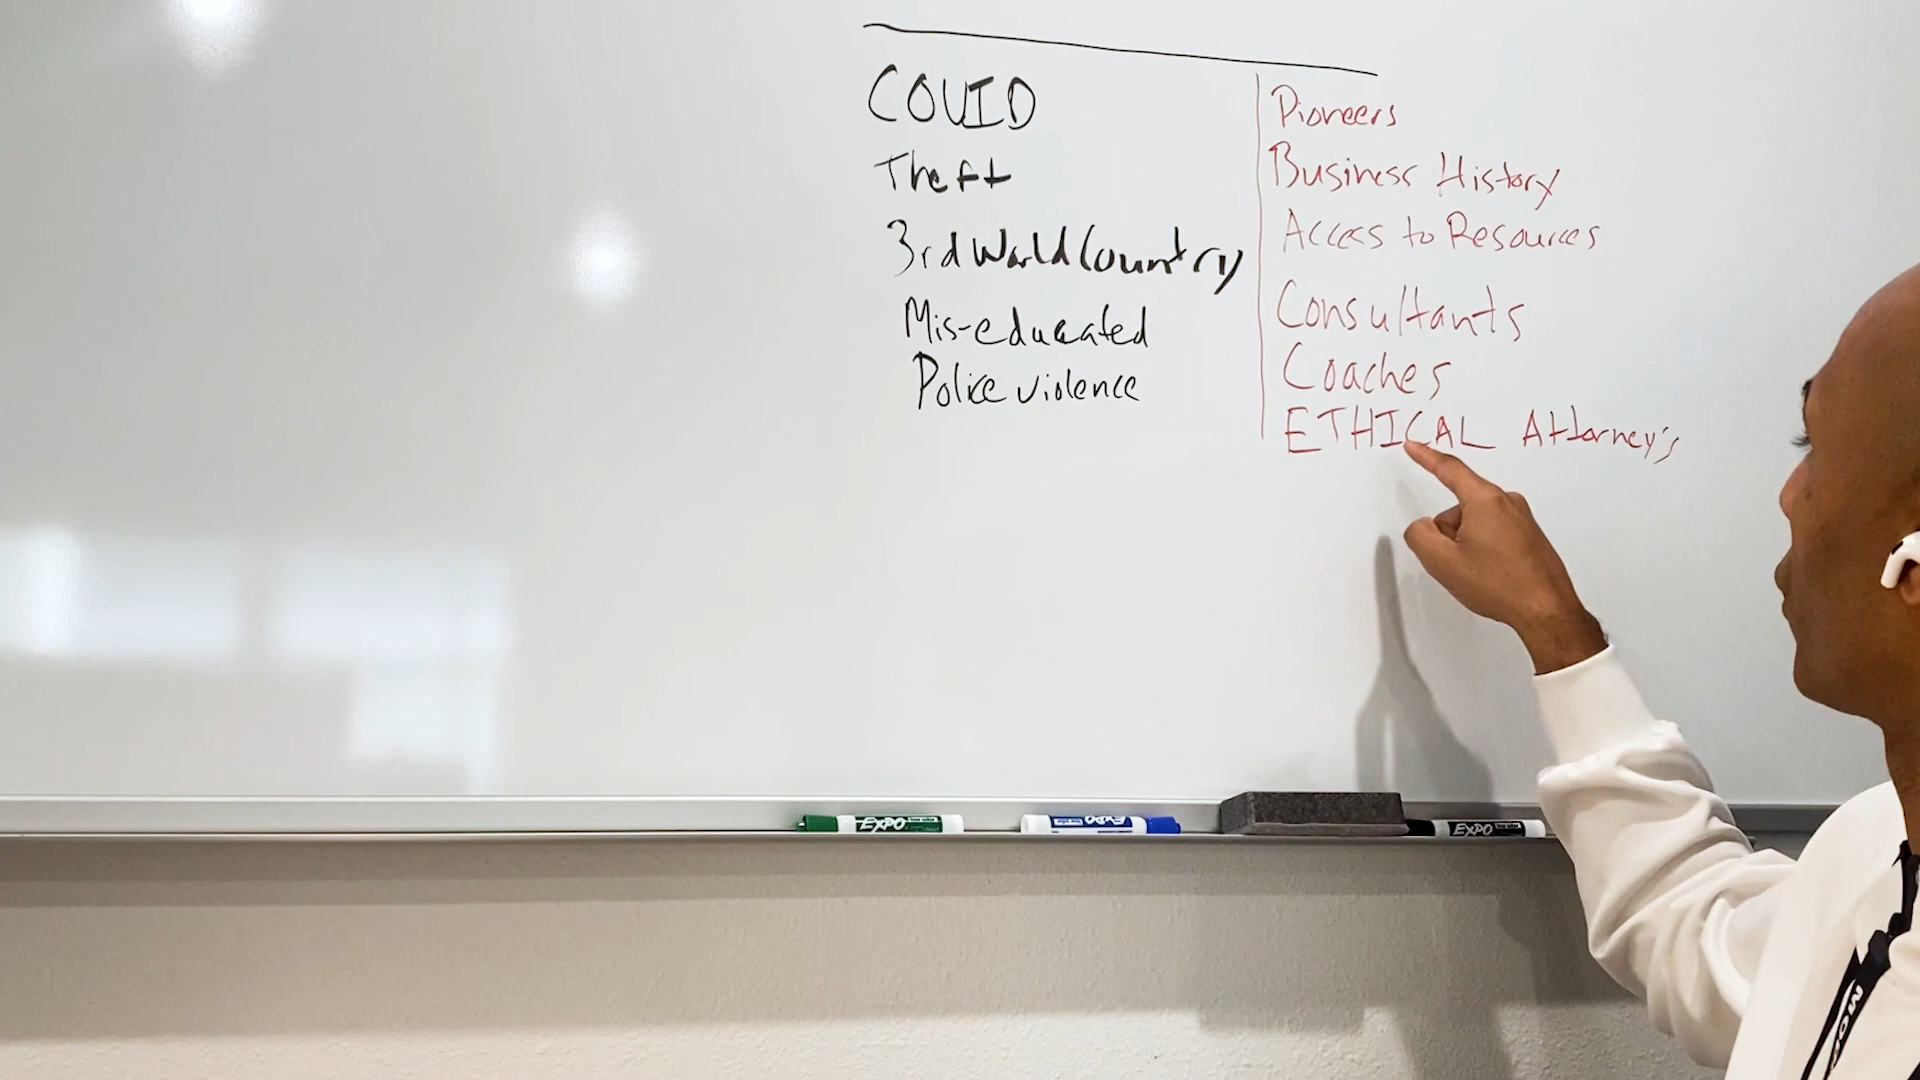 COVID
Theft
3rd World Country
Mis-educated
Police violence
Pioneers
Business History
Access to Resources
Consultants
Coaches
ETHICAL Attorney's
EXPO
EXPO
EXPO